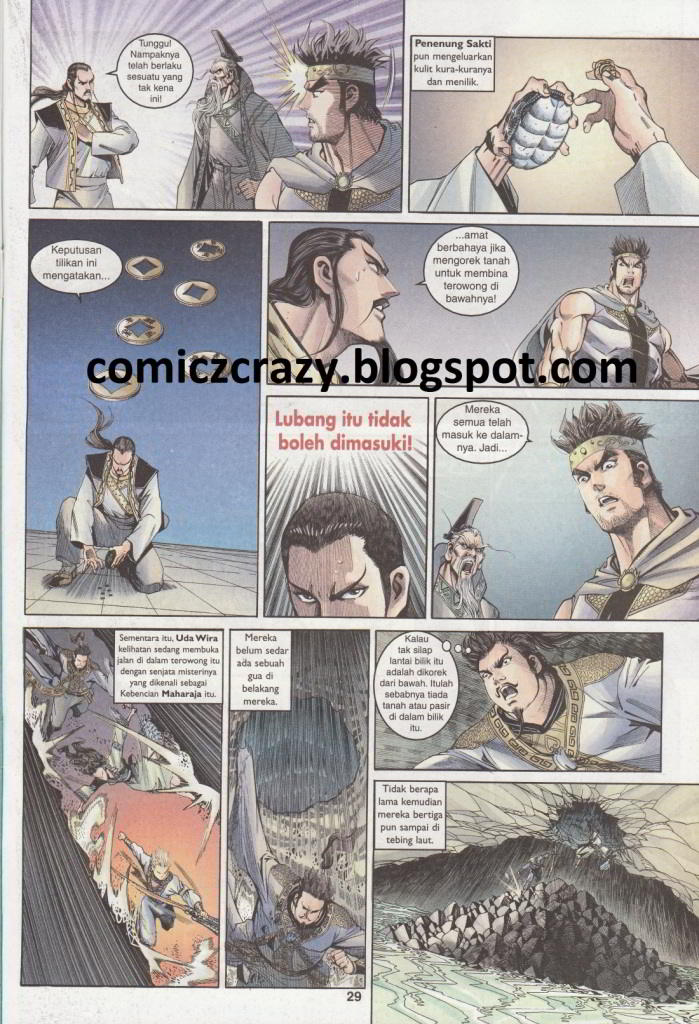 Tunggu!
Nampaknya
telah berlaku
sesuatu yang
tak kena
ini!
Penenung Sakti
pun mengeluarkan
kulit kura-kuranya
dan menilik.
Keputusan
tilikan ini
mengatakan...
...amat
berbahaya jika
mengorek tanah
untuk membina
terowong di
bawahnya!
comiczcrazy.blogspot.com
Lubang itu tidak
boleh dimasuki!
Mereka
semua telah
masuk ke dalam-
nya. Jadi...
Sementara itu, Uda Wira
kelihatan sedang membuka
jalan di dalam terowong itu
dengan senjata misterinya
yang dikenali sebagai
Kebencian Maharaja itu.
Mereka
belum sedar
ada sebuah
gua di
belakang
mereka.
Kalau
tak silap
lantai bilik itu
adalah dikorek
dari bawah. Itulah
sebabnya tiada
tanah atau pasir
di dalam bilik
itu.
Tidak berapa
lama kemudian
mereka bertiga
pun sampai di
tebing laut.
29